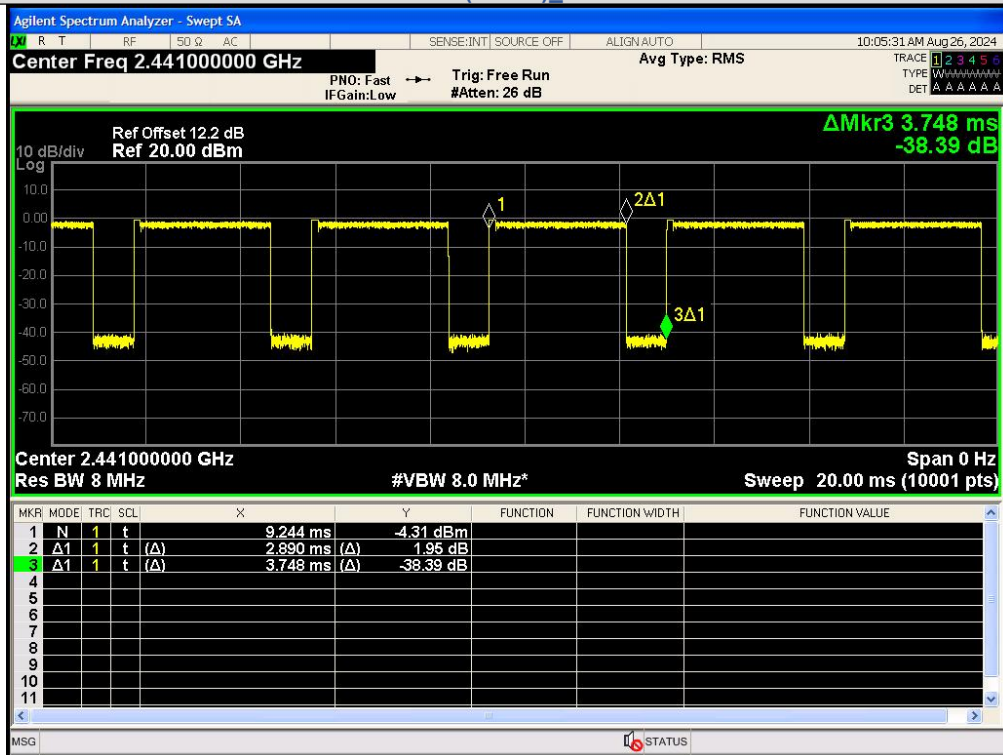 Agilent Spectrum Analyzer - Swept SA
LXI R T RF 50 Ω AC SENSE:INT SOURCE OFF ALIGN AUTO 10:05:31 AM Aug 26, 2024
Center Freq 2.441000000 GHz Avg Type: RMS TRACE 1 2 3 4 5 6
PNO: Fast Trig: Free Run TYPE WWWWWW
IFGain:Low #Atten: 26 dB DET A A A A A A
ΔMkr3 3.748 ms
Ref Offset 12.2 dB
10 dB/div Ref 20.00 dBm -38.39 dB
Log
10.0
1 2Δ1
0.00
-10.0
-20.0
-30.0
3Δ1
-40.0
-50.0
-60.0
-70.0
Center 2.441000000 GHz Span 0 Hz
Res BW 8 MHz #VBW 8.0 MHz* Sweep 20.00 ms (10001 pts)
MKR MODE TRC SCL X Y FUNCTION FUNCTION WIDTH FUNCTION VALUE
1 N 1 t 9.244 ms -4.31 dBm
2 Δ1 1 t (Δ) 2.890 ms (Δ) 1.95 dB
3 Δ1 1 t (Δ) 3.748 ms (Δ) -38.39 dB
4
5
6
7
8
9
10
11
MSG STATUS